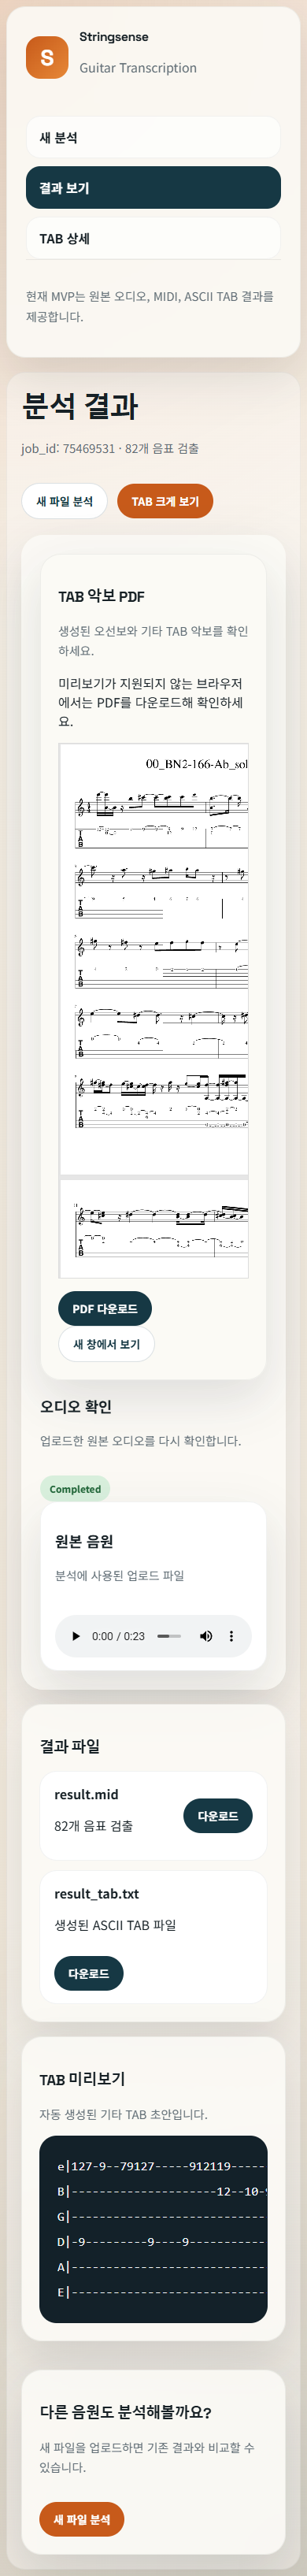 S
Stringsense
Guitar Transcription
새 분석
결과 보기
TAB 상세
현재 MVP는 원본 오디오, MIDI, ASCII TAB 결과를
제공합니다.
분석 결과
job_id: 75469531 · 82개 음표 검출
새 파일 분석
TAB 크게 보기
TAB 악보 PDF
생성된 오선보와 기타 TAB 악보를 확인
하세요.
미리보기가 지원되지 않는 브라우저
에서는 PDF를 다운로드해 확인하세
요.
00_BN2-166-Ab_sol
PDF 다운로드
새 창에서 보기
오디오 확인
업로드한 원본 오디오를 다시 확인합니다.
Completed
원본 음원
분석에 사용된 업로드 파일
0:00 / 0:23
결과 파일
result.mid
82개 음표 검출
다운로드
result_tab.txt
생성된 ASCII TAB 파일
다운로드
TAB 미리보기
자동 생성된 기타 TAB 초안입니다.
e|127-9--79127-----912119-----
B|---------------------12--10-
G|----------------------------
D|-9---------9----9-----------
A|----------------------------
E|----------------------------
다른 음원도 분석해볼까요?
새 파일을 업로드하면 기존 결과와 비교할 수
있습니다.
새 파일 분석